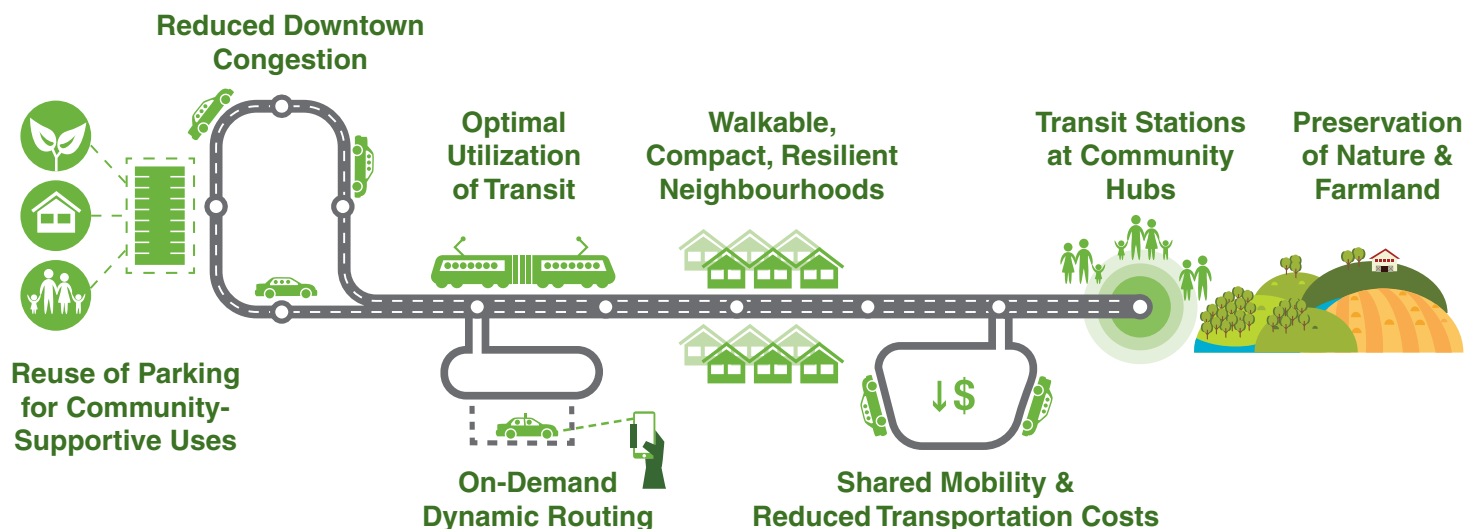 Reduced Downtown
Congestion
Optimal
Utilization
of Transit
Walkable,
Compact, Resilient
Neighbourhoods
Transit Stations
at Community
Hubs
Preservation
of Nature &
Farmland
Reuse of Parking
for Community-
Supportive Uses
↓$
On-Demand
Dynamic Routing
Shared Mobility &
Reduced Transportation Costs